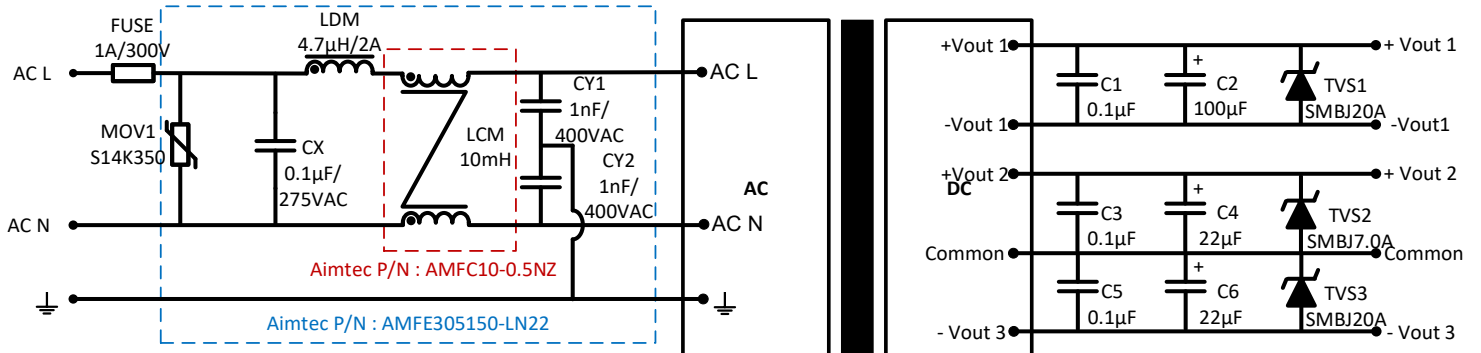 FUSE
1A/300V
LDM
4.7µH/2A
AC L
MOV1
S14K350
CX
0.1µF/
275VAC
LCM
10mH
CY1
1nF/
400VAC
CY2
1nF/
400VAC
AC N
AC L
AC N
Aimtec P/N : AMFC10-0.5NZ
Aimtec P/N : AMFE305150-LN22
AC
DC
+Vout 1
-Vout 1
+Vout 2
Common
- Vout 3
C1
0.1µF
+
C2
100µF
TVS1
SMBJ20A
+ Vout 1
-Vout1
C3
0.1µF
+
C4
22µF
TVS2
SMBJ7.0A
+ Vout 2
Common
C5
0.1µF
+
C6
22µF
TVS3
SMBJ20A
- Vout 3